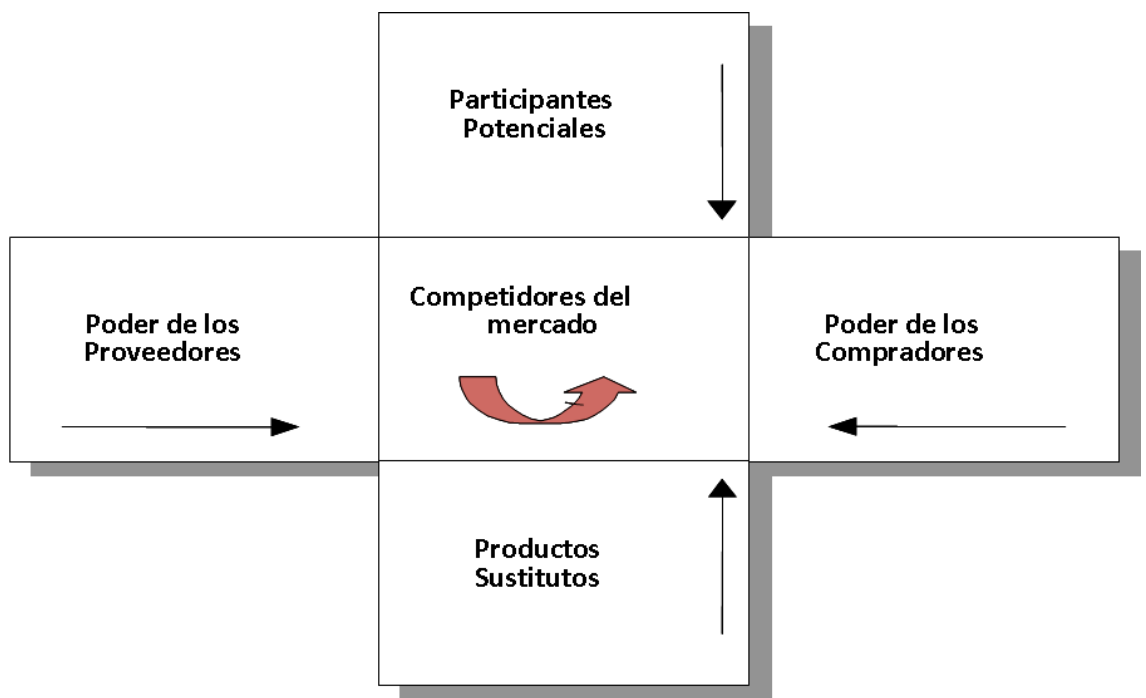 Participantes
Potenciales
Poder de los
Proveedores
Competidores del
mercado
Poder de los
Compradores
Productos
Sustitutos